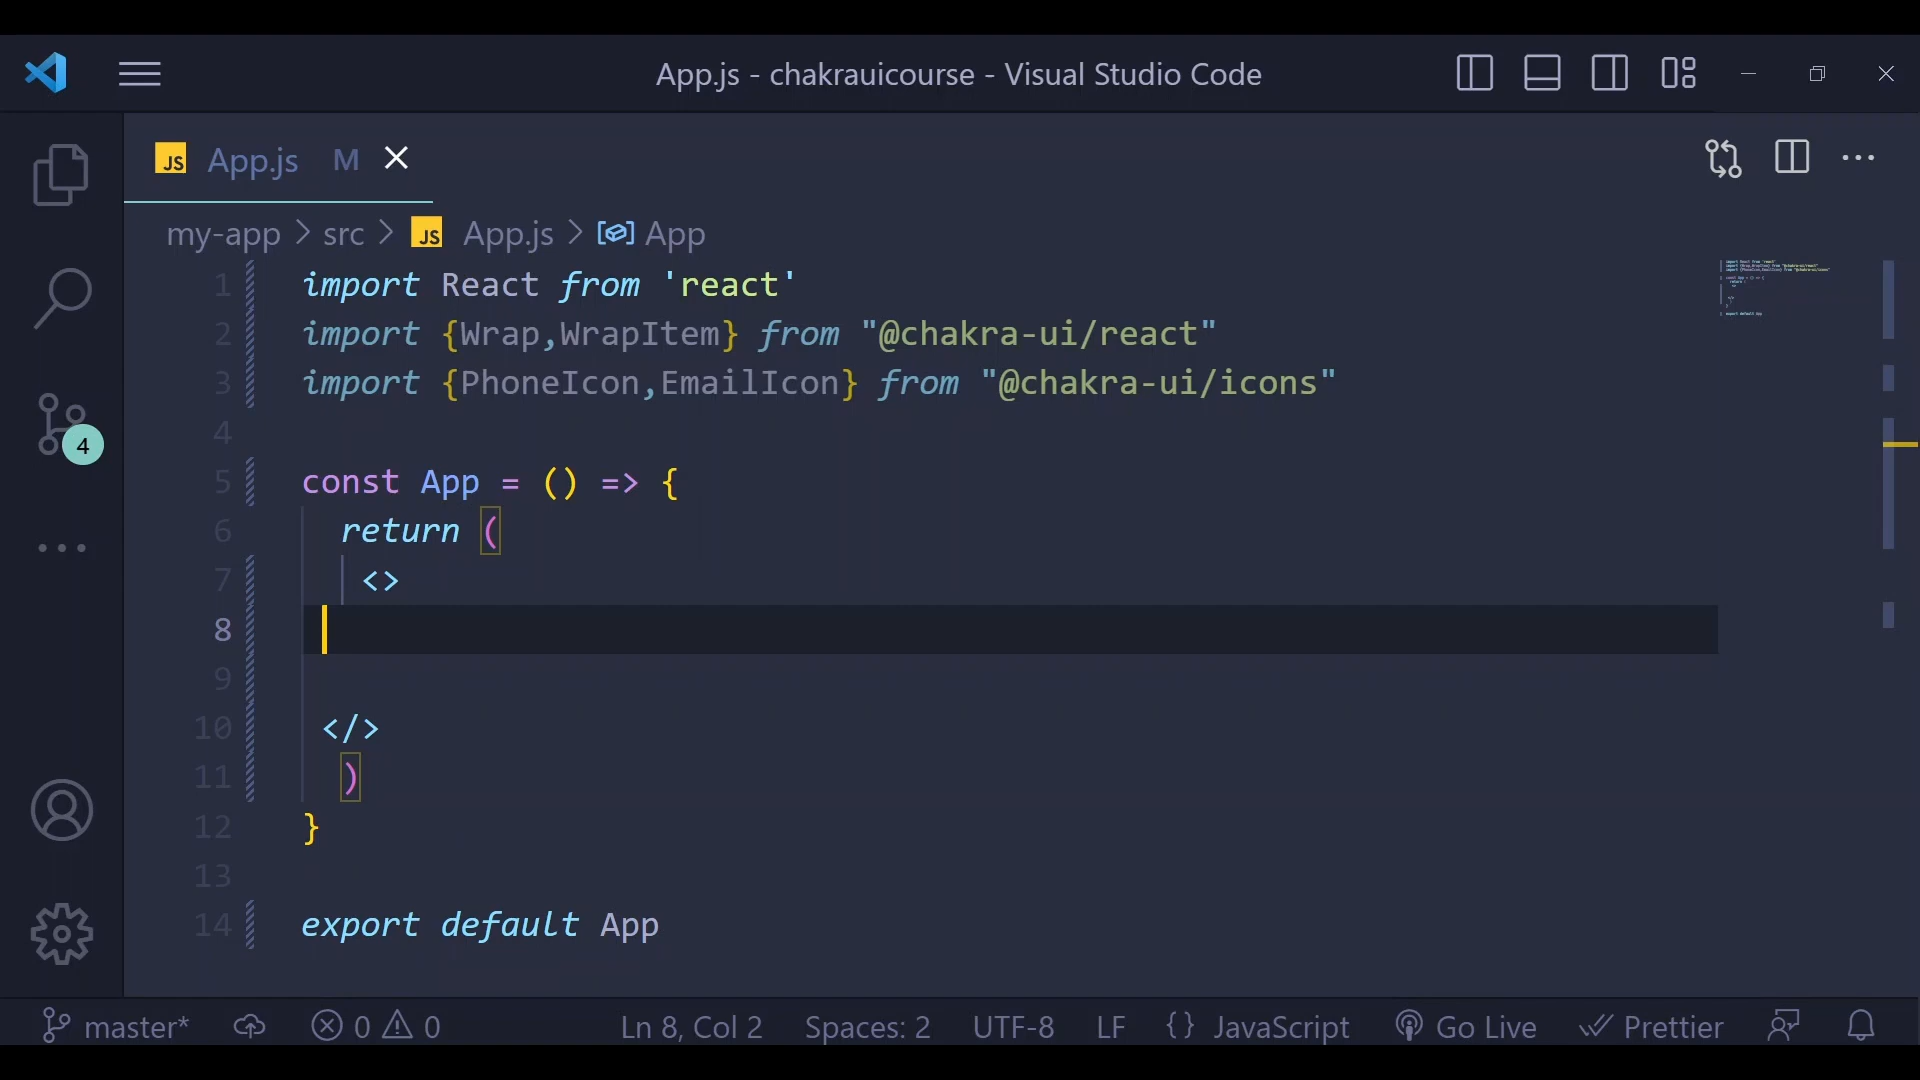 App.js - chakrauicourse - Visual Studio Code
JS App.js M
my-app > src > JS App.js > App
1 import React from 'react'
2 import {Wrap,WrapItem} from "@chakra-ui/react"
3 import {PhoneIcon,EmailIcon} from "@chakra-ui/icons"
4
5 const App = () => {
6 return (
7 <>
8
9
10 </>
11 )
12 }
13
14 export default App
4
master* 0 0 Ln 8, Col 2 Spaces: 2 UTF-8 LF {} JavaScript Go Live Prettier